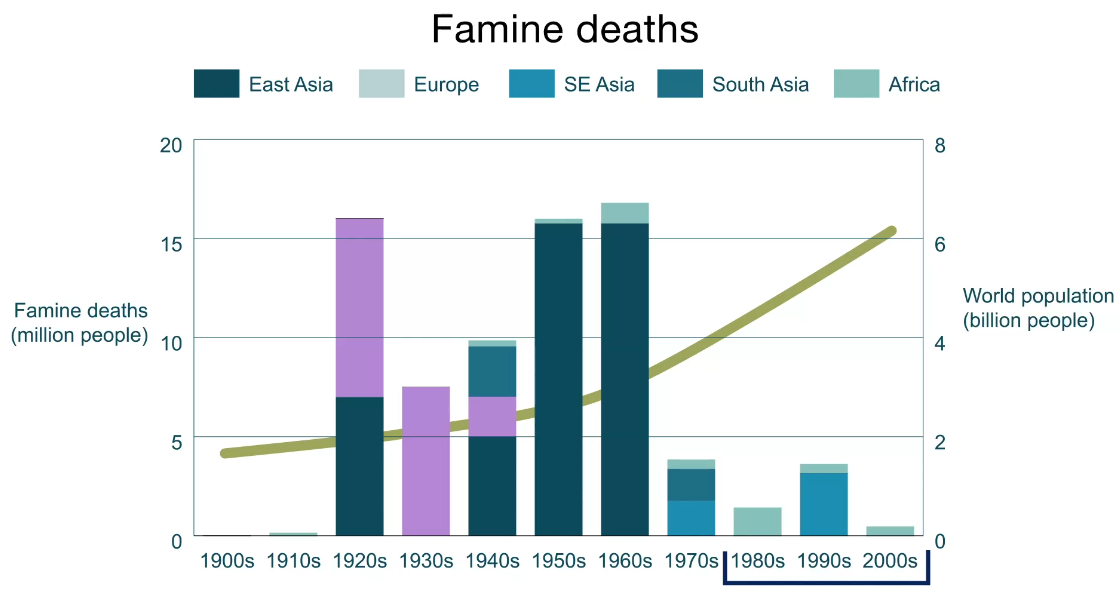 Famine deaths
East Asia Europe SE Asia South Asia Africa
20 8
15 6
Famine deaths
(million people)
World population
(billion people)
10 4
5 2
0 0
1900s 1910s 1920s 1930s 1940s 1950s 1960s 1970s 1980s 1990s 2000s